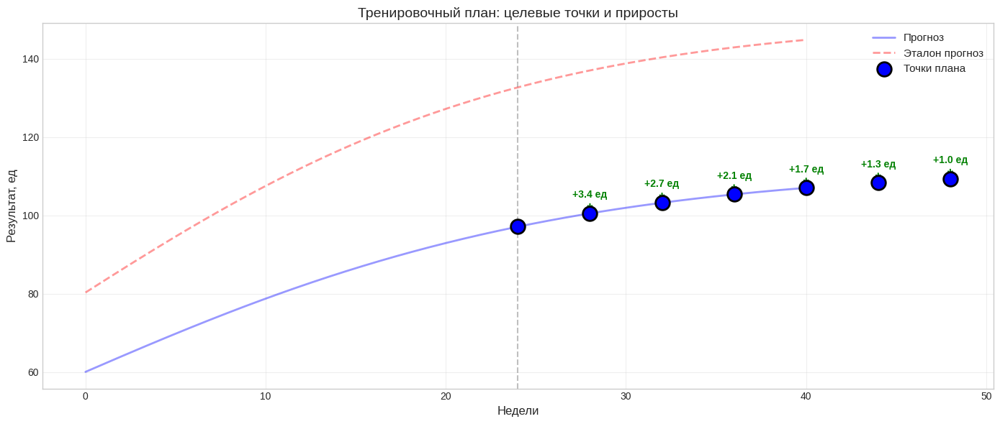 Тренировочный план: целевые точки и приросты
Прогноз
Эталон прогноз
Точки плана
Результат, ед
140
120
100
80
60
+3.4 ед
+2.7 ед
+2.1 ед
+1.7 ед
+1.3 ед
+1.0 ед
0
10
20
30
40
50
Недели